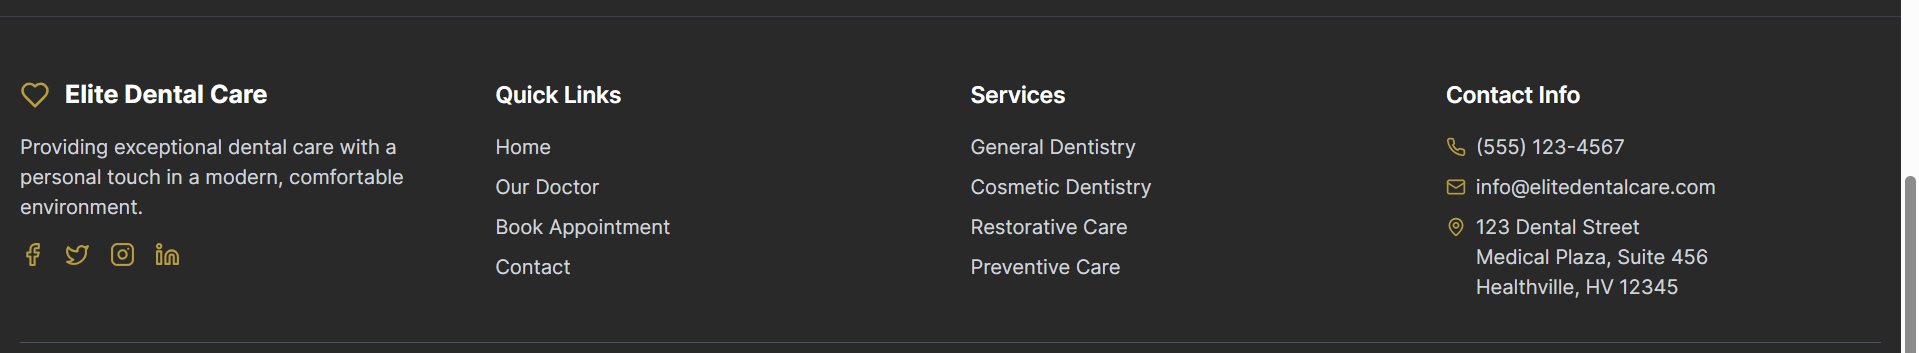 Elite Dental Care
Providing exceptional dental care with a
personal touch in a modern, comfortable
environment.
Quick Links
Home
Our Doctor
Book Appointment
Contact
Services
General Dentistry
Cosmetic Dentistry
Restorative Care
Preventive Care
Contact Info
(555) 123-4567
info@elitedentalcare.com
123 Dental Street
Medical Plaza, Suite 456
Healthville, HV 12345